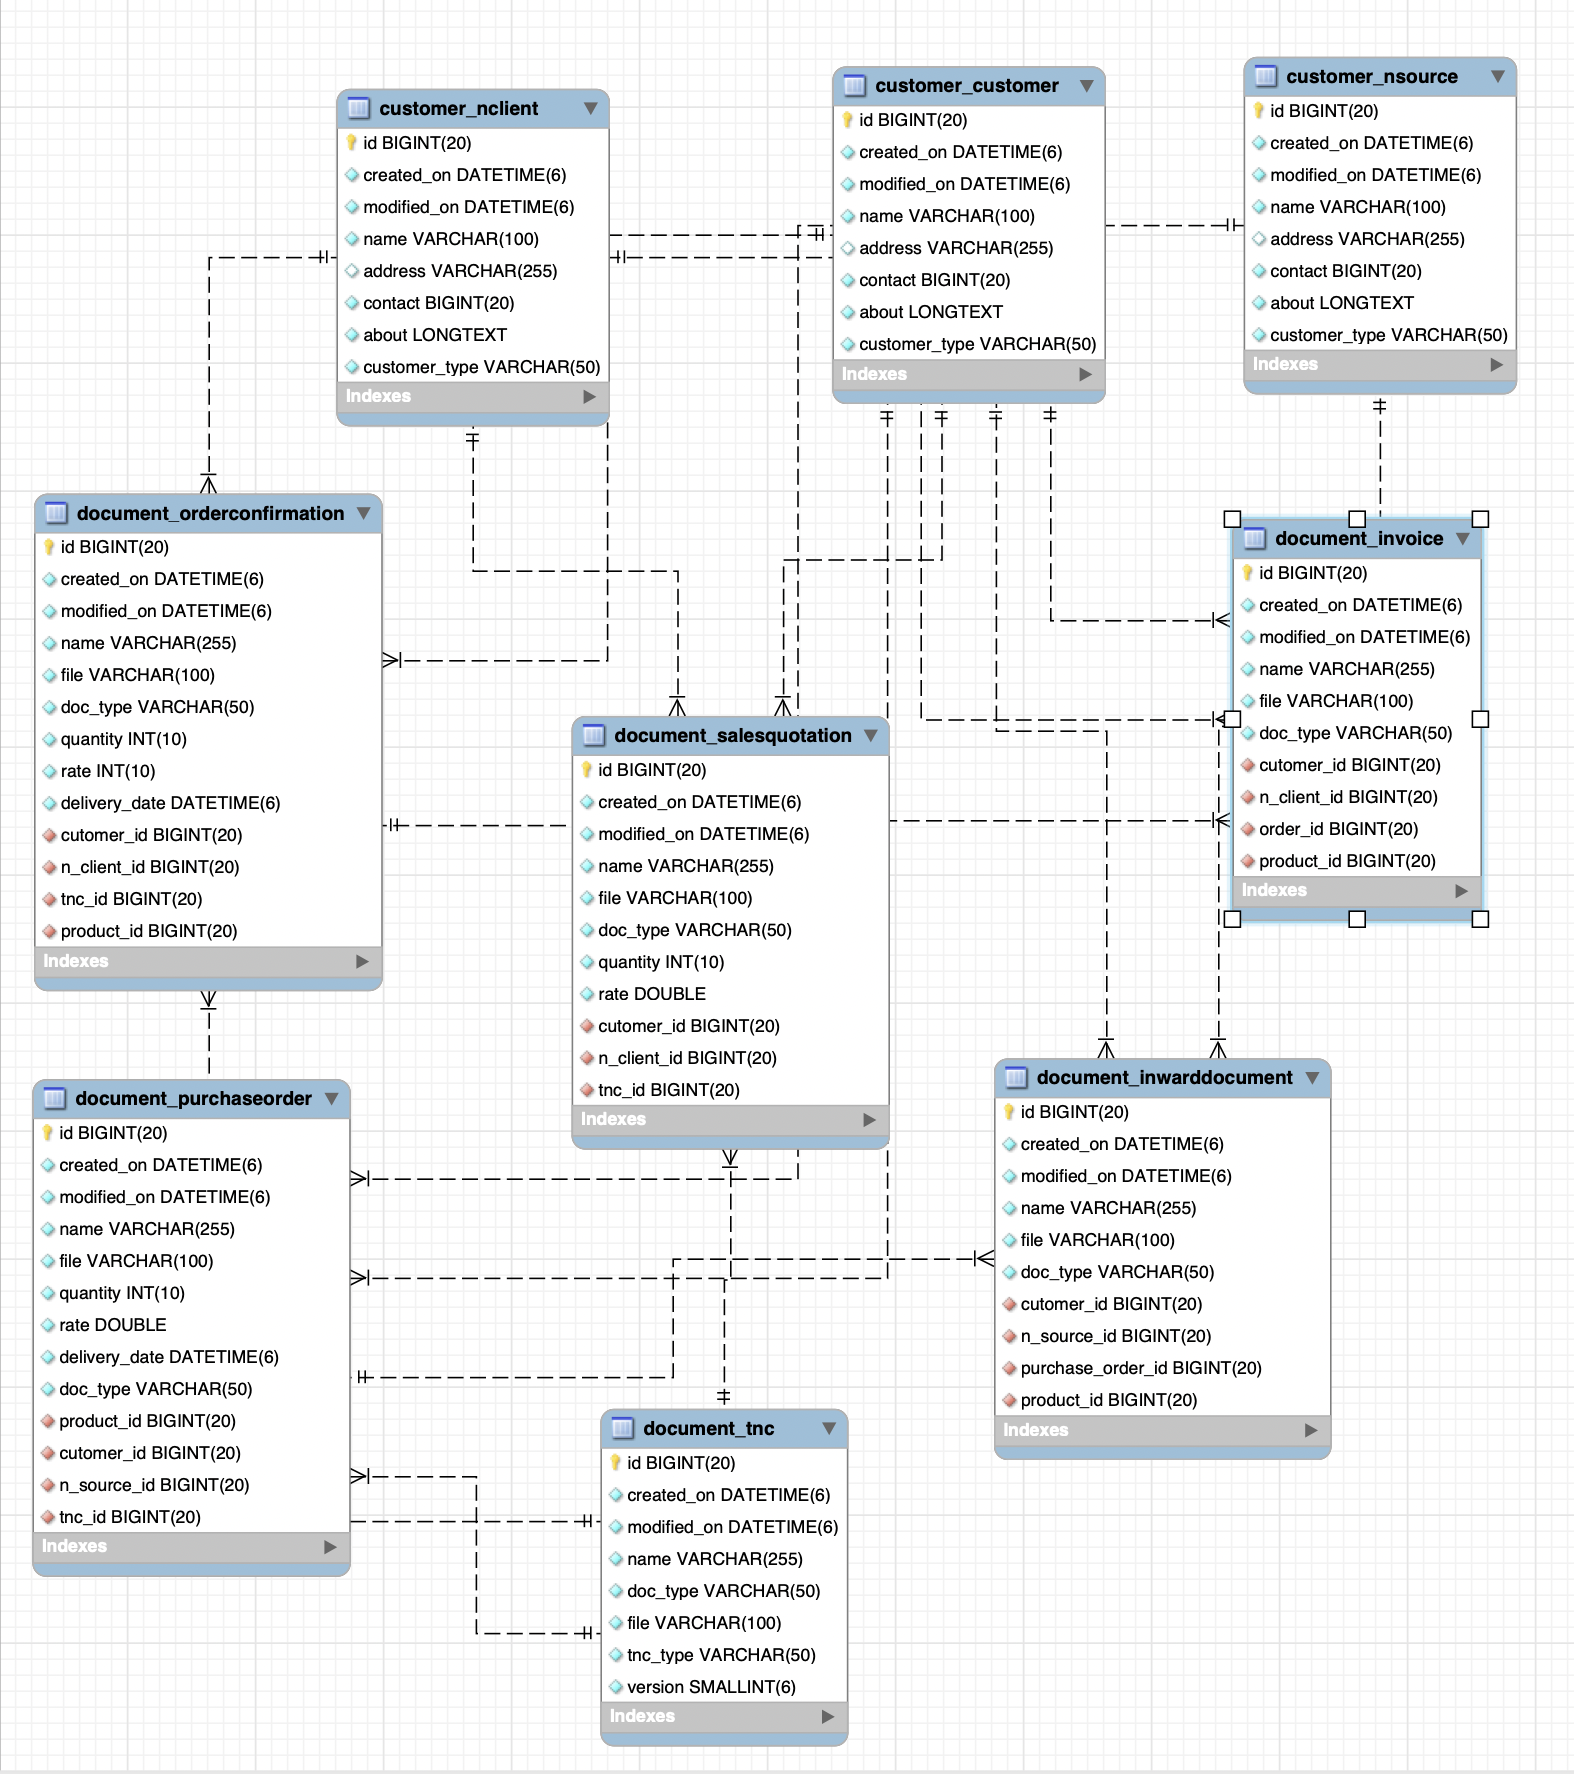 customer_nclient
id BIGINT(20)
created_on DATETIME(6)
modified_on DATETIME(6)
name VARCHAR(100)
address VARCHAR(255)
contact BIGINT(20)
about LONGTEXT
customer_type VARCHAR(50)
Indexes
customer_customer
id BIGINT(20)
created_on DATETIME(6)
modified_on DATETIME(6)
name VARCHAR(100)
address VARCHAR(255)
contact BIGINT(20)
about LONGTEXT
customer_type VARCHAR(50)
Indexes
customer_nsource
id BIGINT(20)
created_on DATETIME(6)
modified_on DATETIME(6)
name VARCHAR(100)
address VARCHAR(255)
contact BIGINT(20)
about LONGTEXT
customer_type VARCHAR(50)
Indexes
document_orderconfirmation
id BIGINT(20)
created_on DATETIME(6)
modified_on DATETIME(6)
name VARCHAR(255)
file VARCHAR(100)
doc_type VARCHAR(50)
quantity INT(10)
rate INT(10)
delivery_date DATETIME(6)
cutomer_id BIGINT(20)
n_client_id BIGINT(20)
tnc_id BIGINT(20)
product_id BIGINT(20)
Indexes
document_salesquotation
id BIGINT(20)
created_on DATETIME(6)
modified_on DATETIME(6)
name VARCHAR(255)
file VARCHAR(100)
doc_type VARCHAR(50)
quantity INT(10)
rate DOUBLE
cutomer_id BIGINT(20)
n_client_id BIGINT(20)
tnc_id BIGINT(20)
Indexes
document_invoice
id BIGINT(20)
created_on DATETIME(6)
modified_on DATETIME(6)
name VARCHAR(255)
file VARCHAR(100)
doc_type VARCHAR(50)
cutomer_id BIGINT(20)
n_client_id BIGINT(20)
order_id BIGINT(20)
product_id BIGINT(20)
Indexes
document_purchaseorder
id BIGINT(20)
created_on DATETIME(6)
modified_on DATETIME(6)
name VARCHAR(255)
file VARCHAR(100)
quantity INT(10)
rate DOUBLE
delivery_date DATETIME(6)
doc_type VARCHAR(50)
product_id BIGINT(20)
cutomer_id BIGINT(20)
n_source_id BIGINT(20)
tnc_id BIGINT(20)
Indexes
document_inwarddocument
id BIGINT(20)
created_on DATETIME(6)
modified_on DATETIME(6)
name VARCHAR(255)
file VARCHAR(100)
doc_type VARCHAR(50)
cutomer_id BIGINT(20)
n_source_id BIGINT(20)
purchase_order_id BIGINT(20)
product_id BIGINT(20)
Indexes
document_tnc
id BIGINT(20)
created_on DATETIME(6)
modified_on DATETIME(6)
name VARCHAR(255)
doc_type VARCHAR(50)
file VARCHAR(100)
tnc_type VARCHAR(50)
version SMALLINT(6)
Indexes